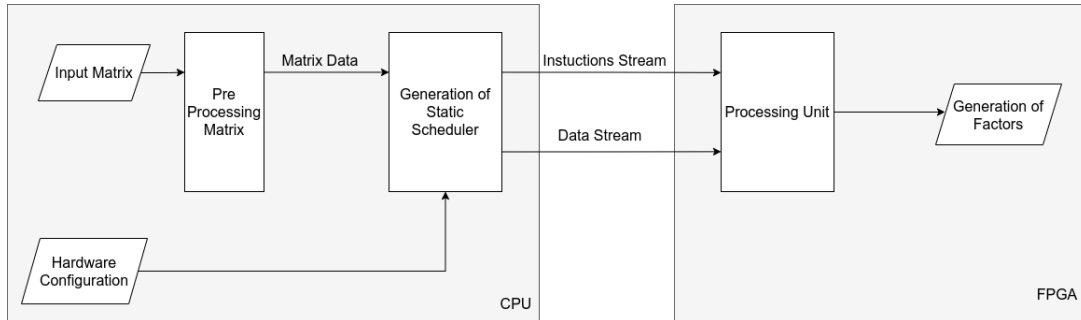 Input Matrix
Pre
Processing
Matrix
Matrix Data
Generation of
Static
Scheduler
Instuctions Stream
Data Stream
Processing Unit
Generation of
Factors
Hardware
Configuration
CPU
FPGA